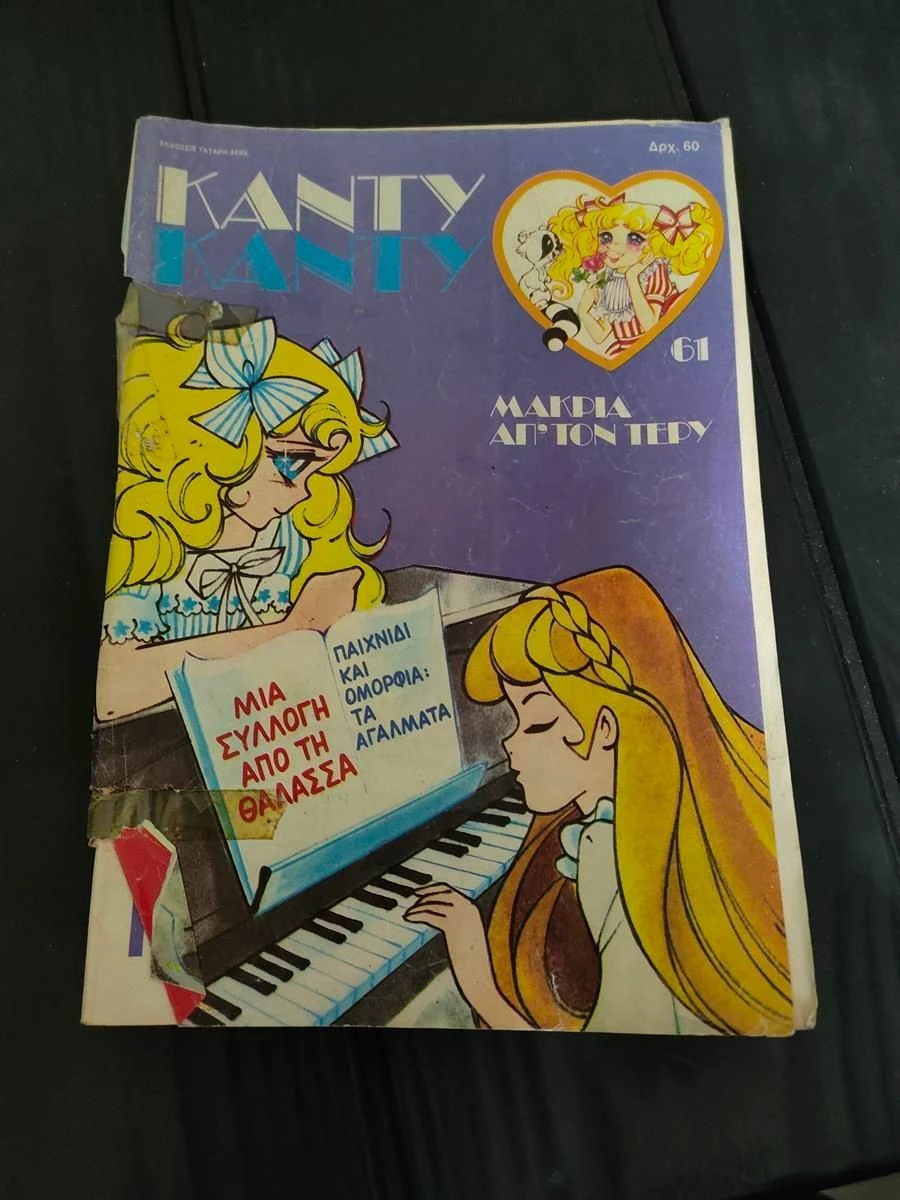 ΕΚΔΟΣΕΙΣ ΤΑΤΑΡΗ ΑΕΒΕ
Δρχ. 60
ΚΑΝΤΥ
ΚΑΝΤΥ
61
ΜΑΚΡΙΑ
ΑΠ' ΤΟΝ ΤΕΡΥ
ΜΙΑ
ΣΥΛΛΟΓΗ
ΑΠΟ ΤΗ
ΘΑΛΑΣΣΑ
ΠΑΙΧΝΙΔΙ
ΚΑΙ
ΟΜΟΡΦΙΑ:
ΤΑ
ΑΓΑΛΜΑΤΑ